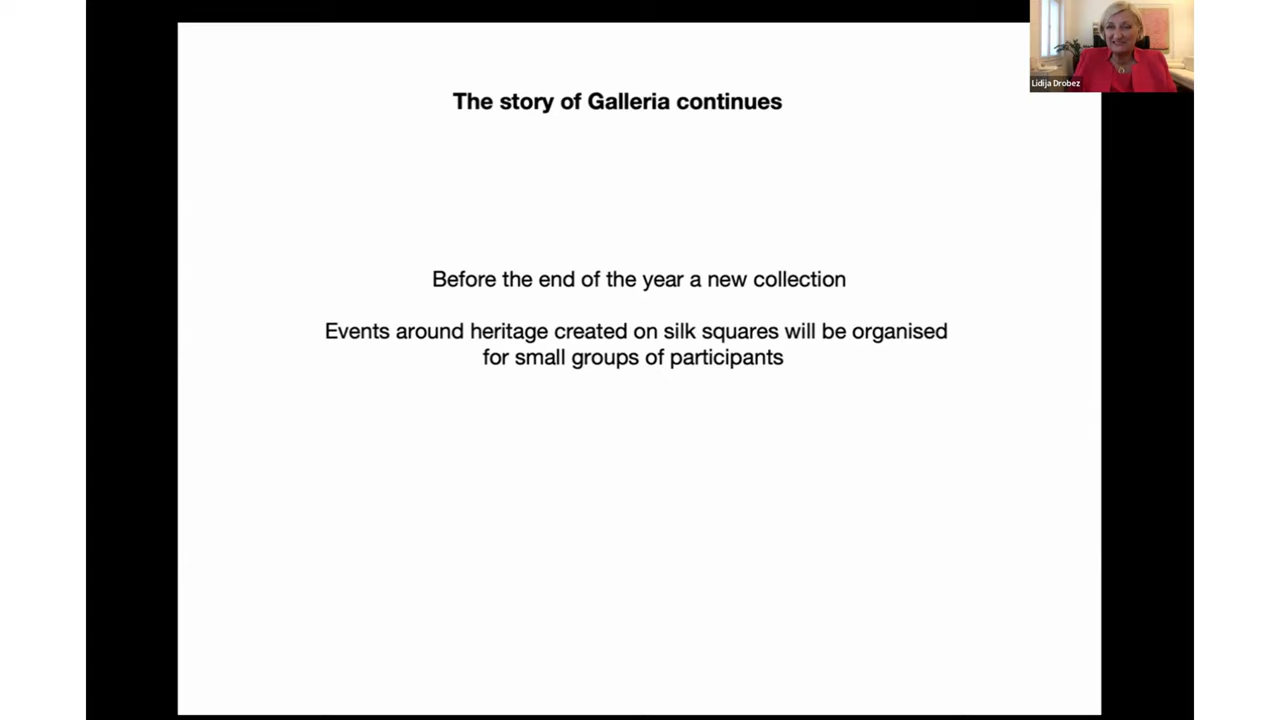 The story of Galleria continues
Lidija Drobez
Before the end of the year a new collection
Events around heritage created on silk squares will be organised
for small groups of participants